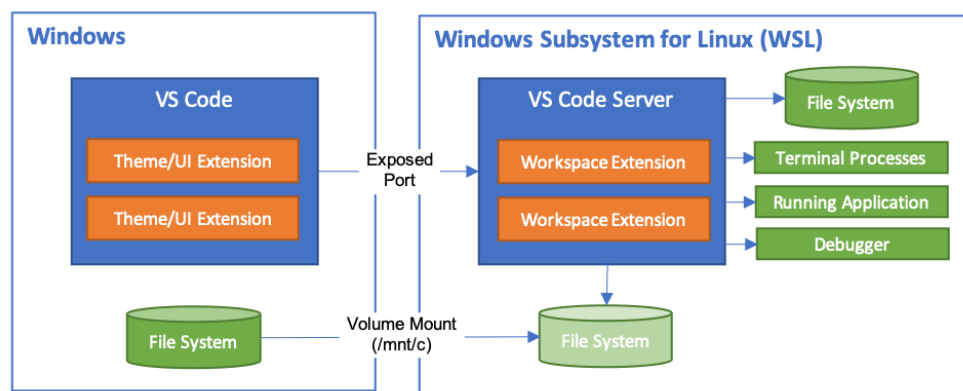 Windows
VS Code
Theme/UI Extension
Theme/UI Extension
File System
Exposed
Port
Volume Mount
(/mnt/c)
Windows Subsystem for Linux (WSL)
VS Code Server
Workspace Extension
Workspace Extension
File System
Terminal Processes
Running Application
Debugger
File System